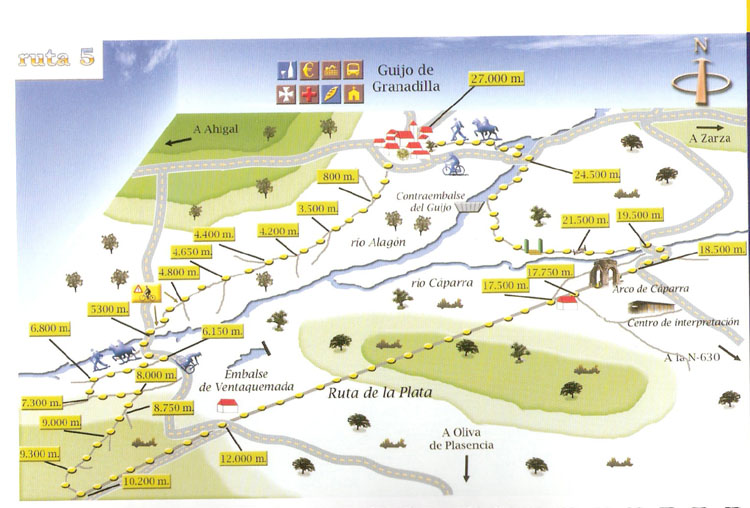 ruta 5
N
Guijo de
Granadilla
27.000 m.
A Ahigal
A Zarza
800 m.
24.500 m.
Contraembalse
del Guijo
3.500 m.
4.200 m.
4.400 m.
21.500 m.
19.500 m.
río Alagón
4.650 m.
18.500 m.
4.800 m.
río Cáparra
17.750 m.
17.500 m.
Arco de Cáparra
5300 m.
Centro de interpretación
6.800 m.
6.150 m.
A la N-630
8.000 m.
Embalse
de Ventaquemada
Ruta de la Plata
7.300 m.
8.750 m.
9.000 m.
A Oliva
de Plasencia
9.300 m.
12.000 m.
10.200 m.